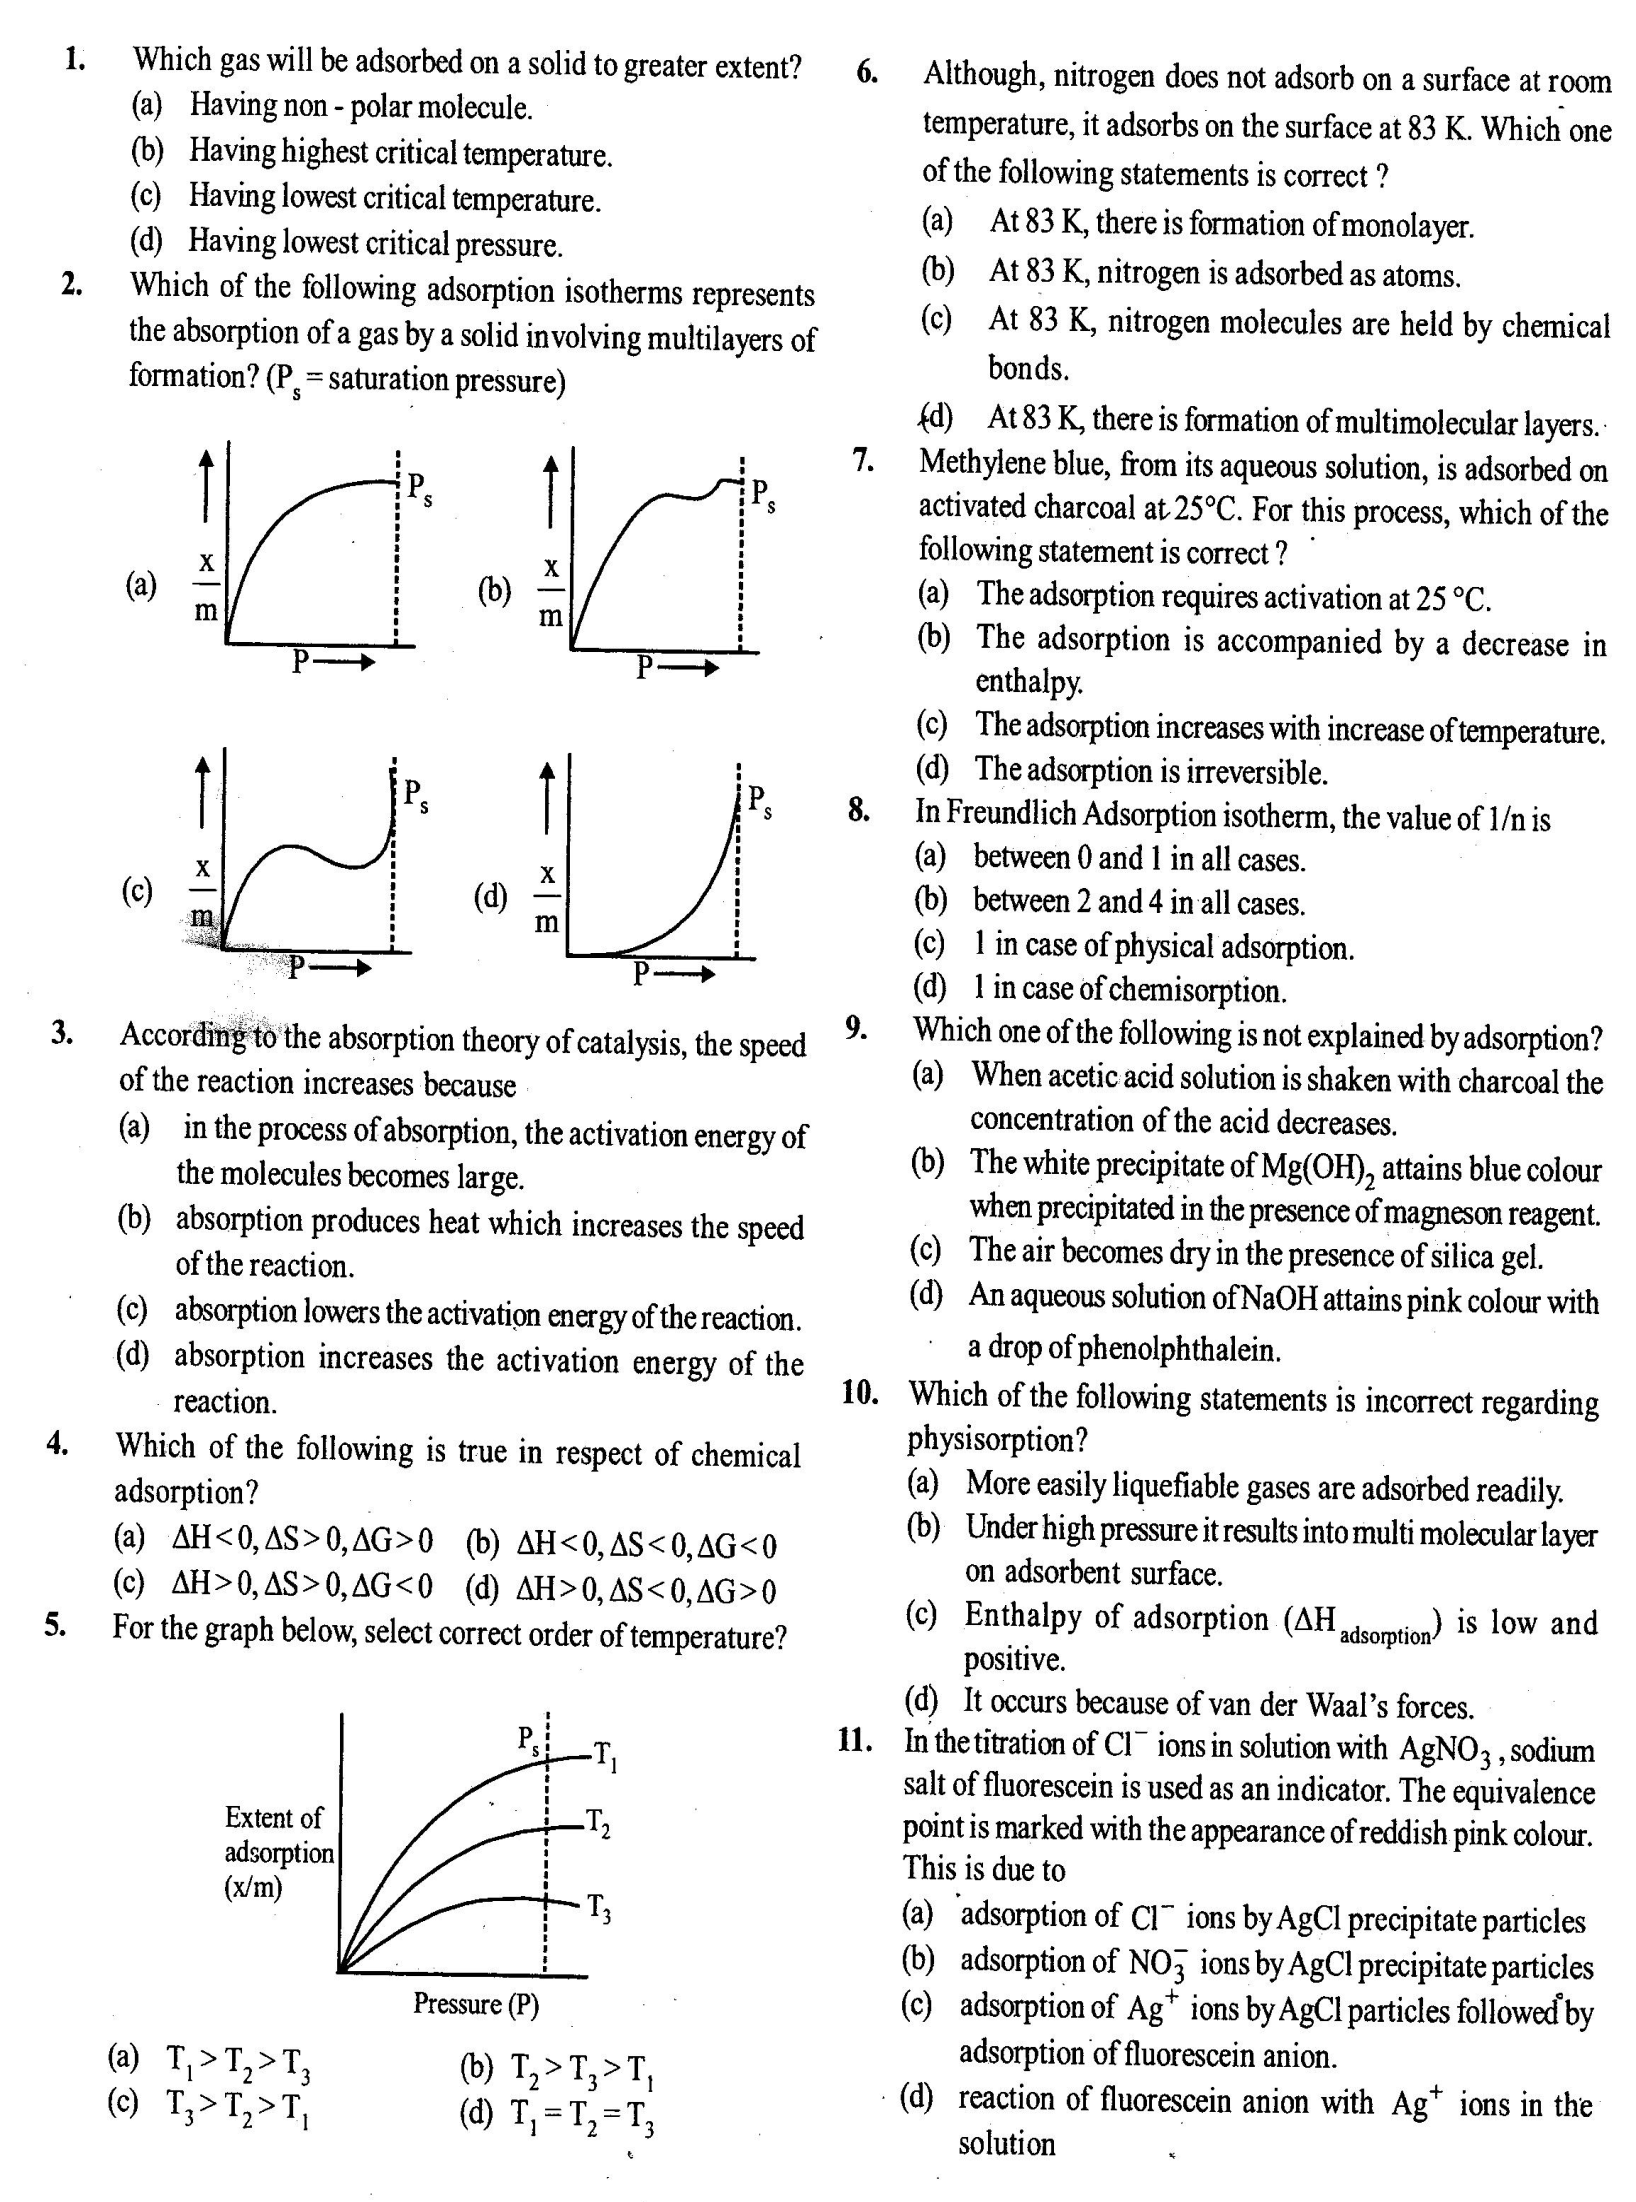 1. Which gas will be adsorbed on a solid to greater extent?
(a) Having non - polar molecule.
(b) Having highest critical temperature.
(c) Having lowest critical temperature.
(d) Having lowest critical pressure.
2. Which of the following adsorption isotherms represents
the absorption of a gas by a solid involving multilayers of
formation? (Pₛ = saturation pressure)
(a) x/m P Pₛ
(b) x/m P Pₛ
(c) x/m P Pₛ
(d) x/m P Pₛ
3. According to the absorption theory of catalysis, the speed
of the reaction increases because
(a) in the process of absorption, the activation energy of
the molecules becomes large.
(b) absorption produces heat which increases the speed
of the reaction.
(c) absorption lowers the activation energy of the reaction.
(d) absorption increases the activation energy of the
reaction.
4. Which of the following is true in respect of chemical
adsorption?
(a) ΔH<0, ΔS>0, ΔG>0 (b) ΔH<0, ΔS<0, ΔG<0
(c) ΔH>0, ΔS>0, ΔG<0 (d) ΔH>0, ΔS<0, ΔG>0
5. For the graph below, select correct order of temperature?
Pₛ
T₁
T₂
T₃
Extent of
adsorption
(x/m)
Pressure (P)
(a) T₁>T₂>T₃ (b) T₂>T₃>T₁
(c) T₃>T₂>T₁ (d) T₁=T₂=T₃
6. Although, nitrogen does not adsorb on a surface at room
temperature, it adsorbs on the surface at 83 K. Which one
of the following statements is correct ?
(a) At 83 K, there is formation of monolayer.
(b) At 83 K, nitrogen is adsorbed as atoms.
(c) At 83 K, nitrogen molecules are held by chemical
bonds.
(d) At 83 K, there is formation of multimolecular layers.
7. Methylene blue, from its aqueous solution, is adsorbed on
activated charcoal at 25°C. For this process, which of the
following statement is correct ?
(a) The adsorption requires activation at 25 °C.
(b) The adsorption is accompanied by a decrease in
enthalpy.
(c) The adsorption increases with increase of temperature.
(d) The adsorption is irreversible.
8. In Freundlich Adsorption isotherm, the value of 1/n is
(a) between 0 and 1 in all cases.
(b) between 2 and 4 in all cases.
(c) 1 in case of physical adsorption.
(d) 1 in case of chemisorption.
9. Which one of the following is not explained by adsorption?
(a) When acetic acid solution is shaken with charcoal the
concentration of the acid decreases.
(b) The white precipitate of Mg(OH)₂ attains blue colour
when precipitated in the presence of magneson reagent.
(c) The air becomes dry in the presence of silica gel.
(d) An aqueous solution of NaOH attains pink colour with
a drop of phenolphthalein.
10. Which of the following statements is incorrect regarding
physisorption?
(a) More easily liquefiable gases are adsorbed readily.
(b) Under high pressure it results into multi molecular layer
on adsorbent surface.
(c) Enthalpy of adsorption (ΔH adsorption) is low and
positive.
(d) It occurs because of van der Waal's forces.
11. In the titration of Cl⁻ ions in solution with AgNO₃ , sodium
salt of fluorescein is used as an indicator. The equivalence
point is marked with the appearance of reddish pink colour.
This is due to
(a) adsorption of Cl⁻ ions by AgCl precipitate particles
(b) adsorption of NO₃⁻ ions by AgCl precipitate particles
(c) adsorption of Ag⁺ ions by AgCl particles followed by
adsorption of fluorescein anion.
(d) reaction of fluorescein anion with Ag⁺ ions in the
solution